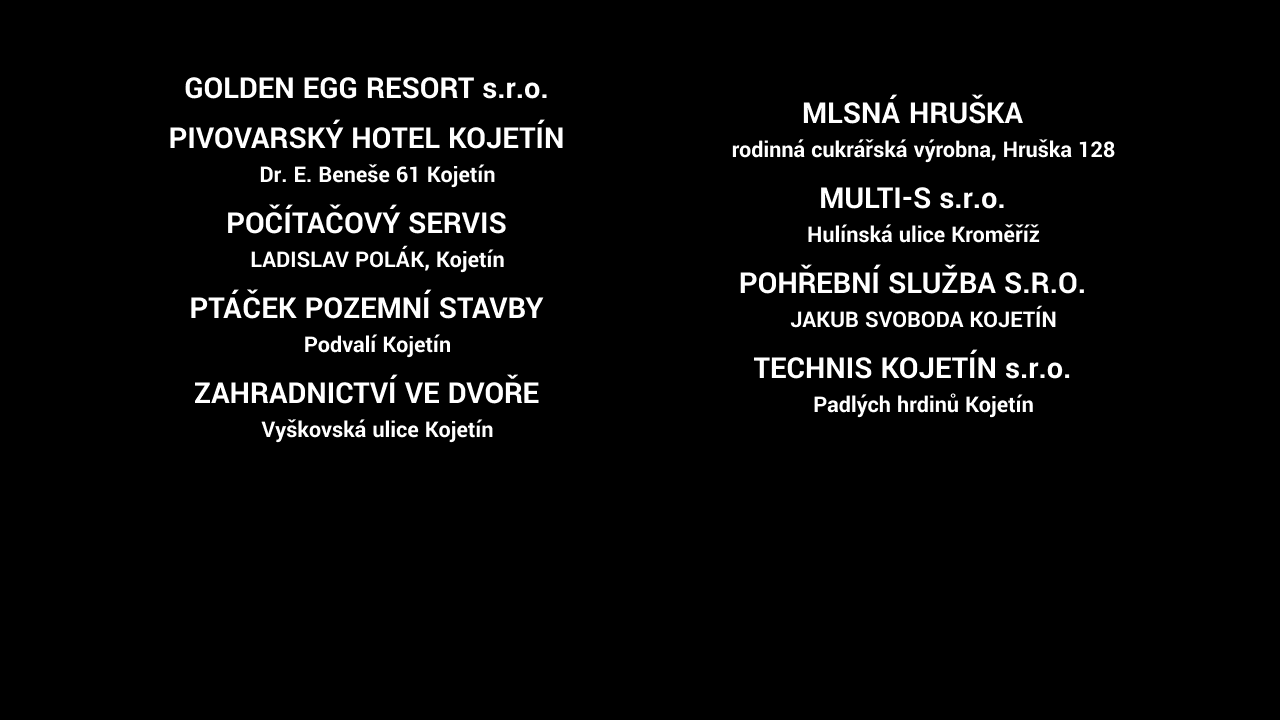 GOLDEN EGG RESORT s.r.o.
PIVOVARSKÝ HOTEL KOJETÍN
Dr. E. Beneše 61 Kojetín
POČÍTAČOVÝ SERVIS
LADISLAV POLÁK, Kojetín
PTÁČEK POZEMNÍ STAVBY
Podvalí Kojetín
ZAHRADNICTVÍ VE DVOŘE
Vyškovská ulice Kojetín
MLSNÁ HRUŠKA
rodinná cukrářská výrobna, Hruška 128
MULTI-S s.r.o.
Hulínská ulice Kroměříž
POHŘEBNÍ SLUŽBA S.R.O.
JAKUB SVOBODA KOJETÍN
TECHNIS KOJETÍN s.r.o.
Padlých hrdinů Kojetín